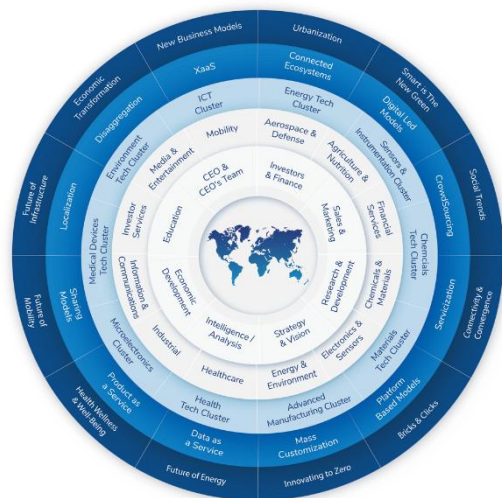 New Business Models
Urbanization
Smart is The
New Green
Social Trends
Connectivity &
Convergence
Bricks & Clicks
Innovating to Zero
Future of Energy
Health Wellness
& Well-Being
Future of
Mobility
Future of
Infrastructure
Economic
Transformation
XaaS
Connected
Ecosystems
Digital Led
Models
CrowdSourcing
Servicization
Platform
Based Models
Mass
Customization
Data as
a Service
Product as
a Service
Sharing
Models
Localization
Disaggregation
ICT
Cluster
Energy Tech
Cluster
Sensors &
Instrumentation Cluster
Chemcials
Tech Cluster
Materials
Tech Cluster
Advanced
Manufacturing Cluster
Health
Tech Cluster
Microelectronics
Cluster
Medical Devices
Tech Cluster
Environment
Tech Cluster
Mobility
Aerospace &
Defense
Agriculture &
Nutrition
Financial
Services
Chemicals &
Materials
Electronics &
Sensors
Energy &
Environment
Healthcare
Industrial
Information &
Communications
Investor
Services
Media &
Entertainment
CEO &
CEO's Team
Investors
& Finance
Sales &
Marketing
Research &
Development
Strategy
& Vision
Intelligence /
Analysis
Economic
Development
Education